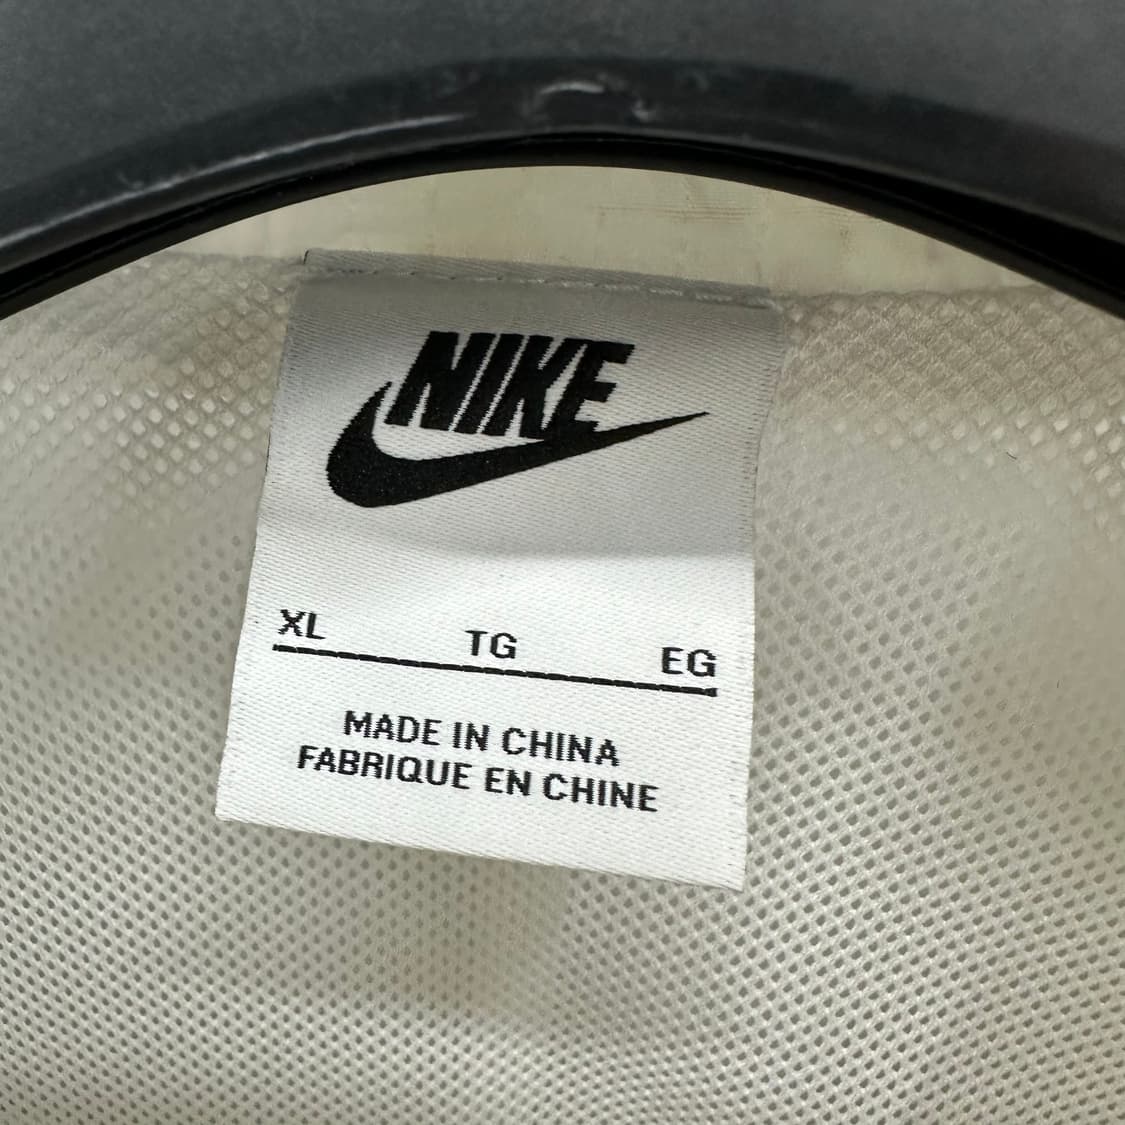 NIKE
XL TG EG
MADE IN CHINA
FABRIQUE EN CHINE